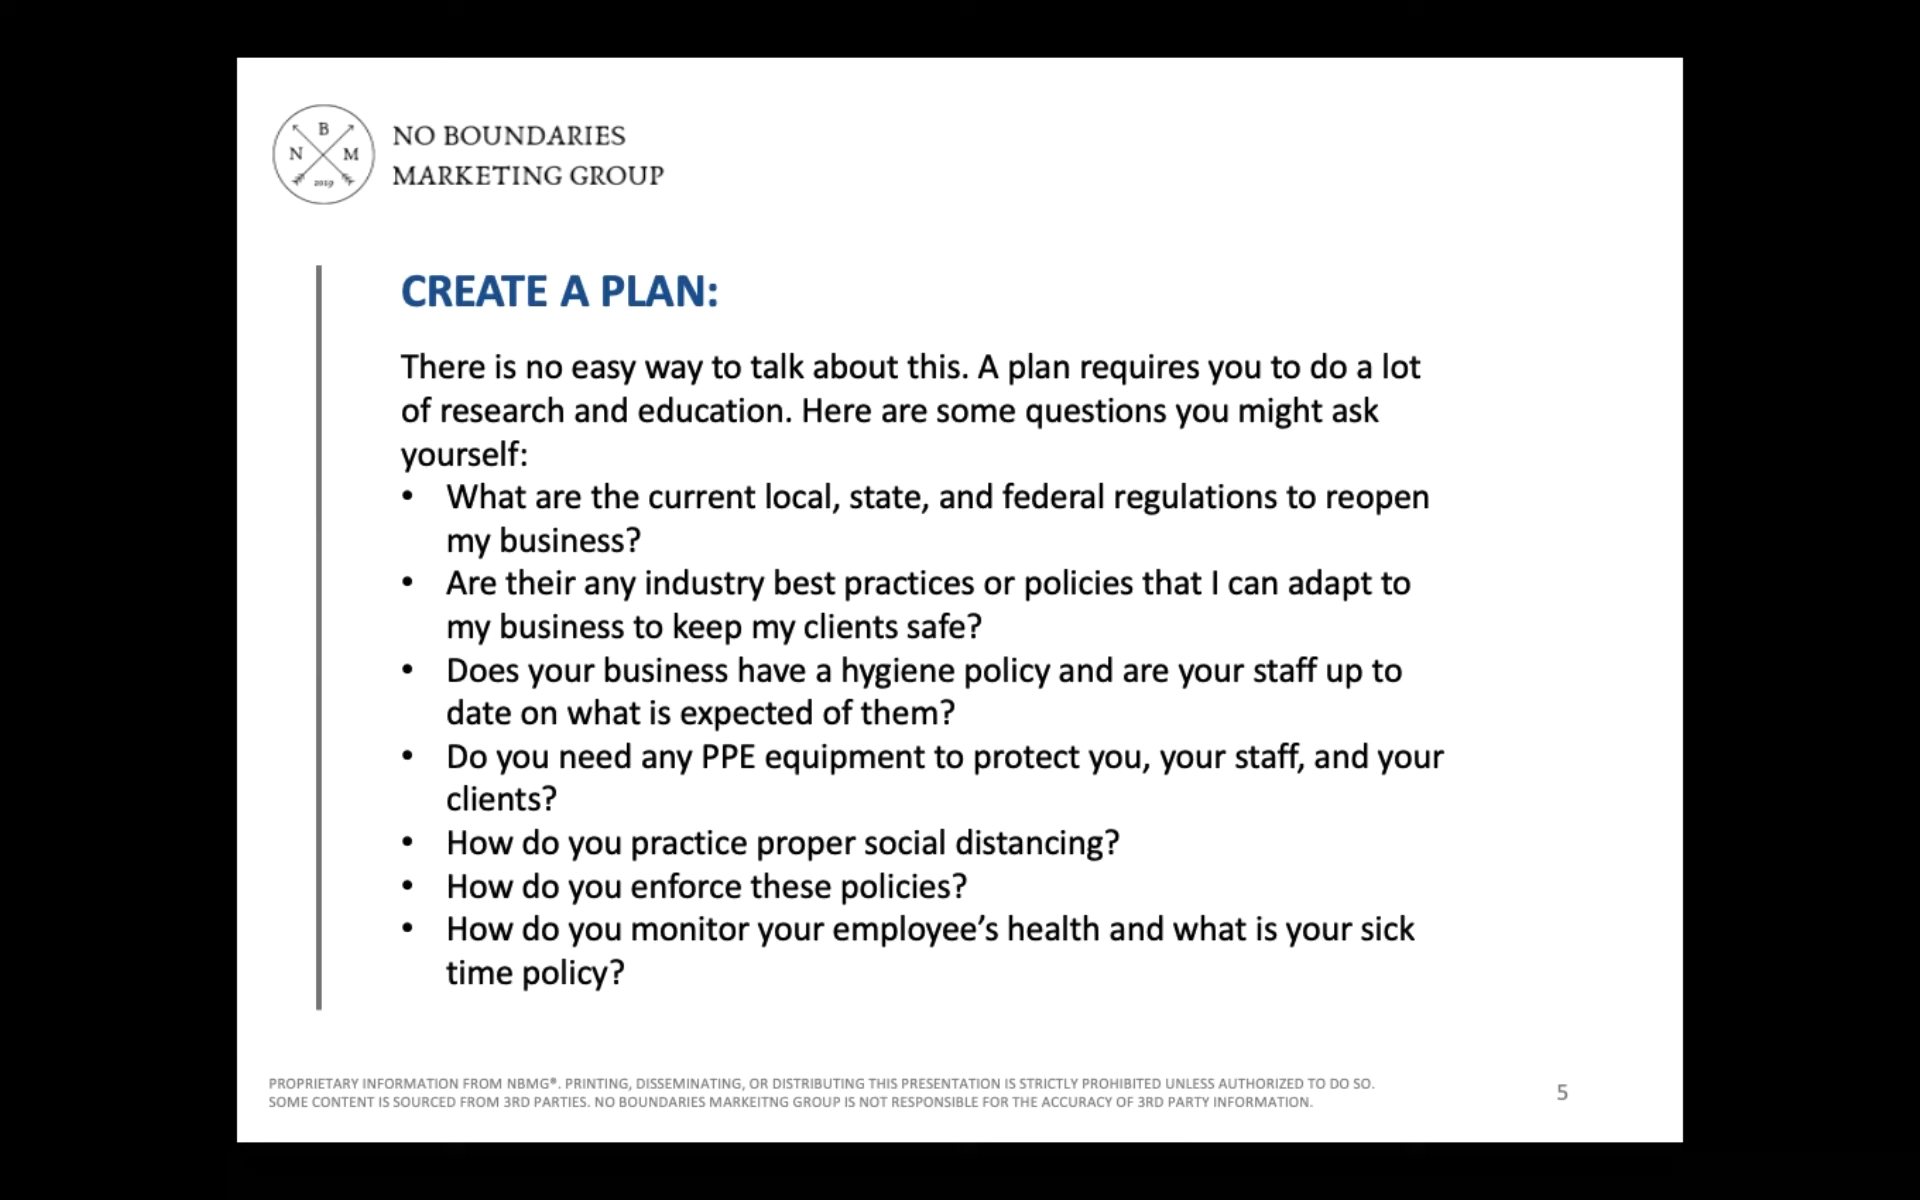 B
N M
2019
NO BOUNDARIES
MARKETING GROUP
CREATE A PLAN:
There is no easy way to talk about this. A plan requires you to do a lot
of research and education. Here are some questions you might ask
yourself:
• What are the current local, state, and federal regulations to reopen
my business?
• Are their any industry best practices or policies that I can adapt to
my business to keep my clients safe?
• Does your business have a hygiene policy and are your staff up to
date on what is expected of them?
• Do you need any PPE equipment to protect you, your staff, and your
clients?
• How do you practice proper social distancing?
• How do you enforce these policies?
• How do you monitor your employee’s health and what is your sick
time policy?
PROPRIETARY INFORMATION FROM NBMG®. PRINTING, DISSEMINATING, OR DISTRIBUTING THIS PRESENTATION IS STRICTLY PROHIBITED UNLESS AUTHORIZED TO DO SO.
SOME CONTENT IS SOURCED FROM 3RD PARTIES. NO BOUNDARIES MARKEITNG GROUP IS NOT RESPONSIBLE FOR THE ACCURACY OF 3RD PARTY INFORMATION.
5